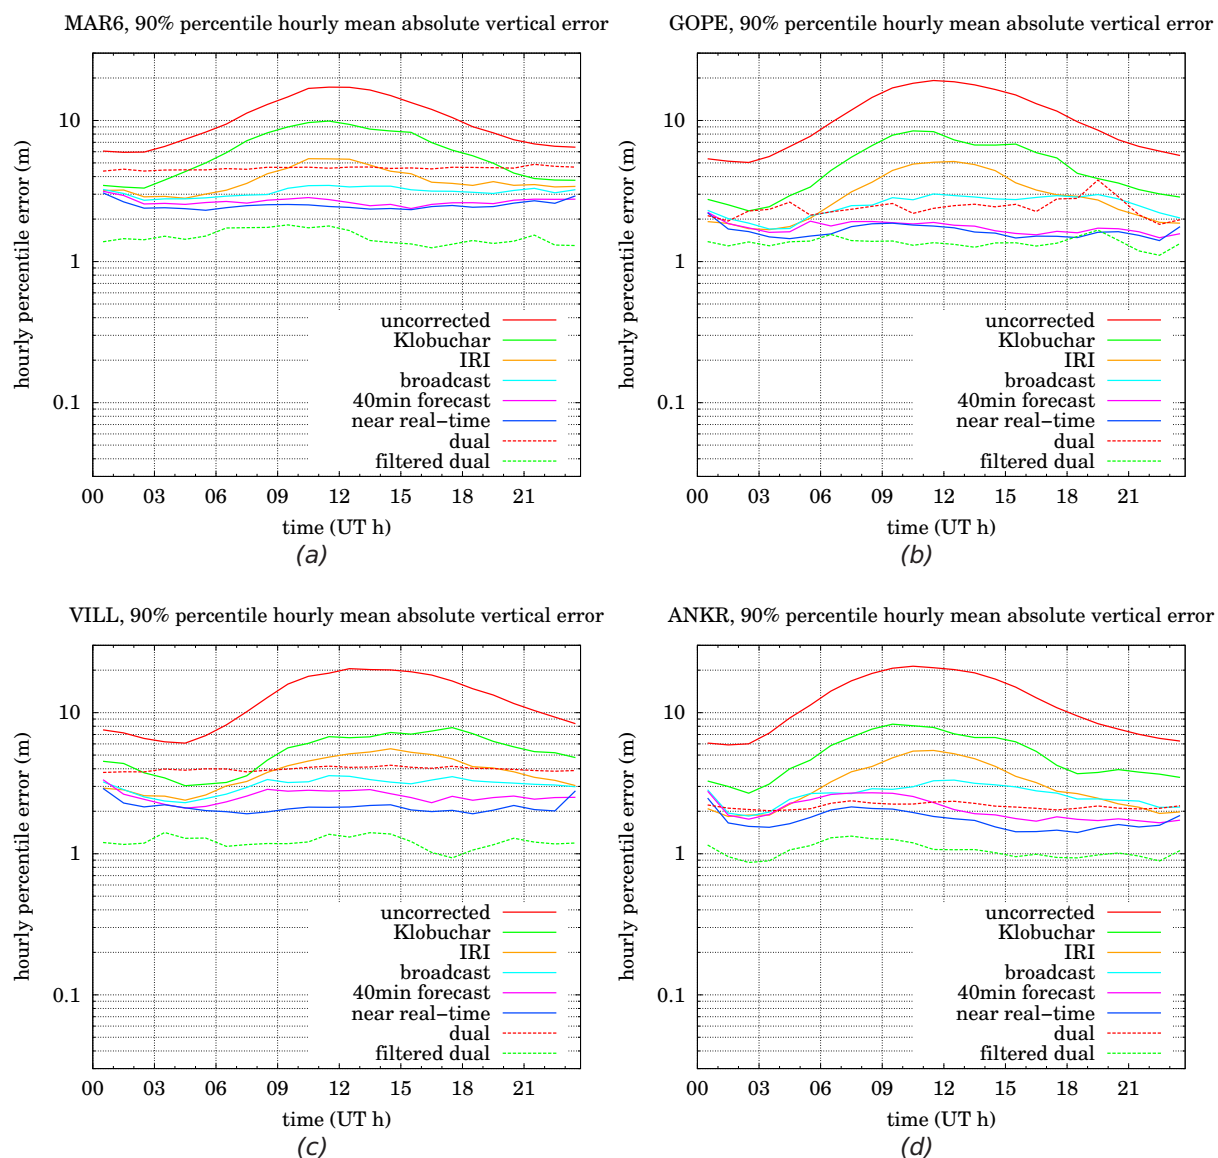 MAR6, 90% percentile hourly mean absolute vertical error
hourly percentile error (m)
10
1
0.1
uncorrected
Klobuchar
IRI
broadcast
40min forecast
near real−time
dual
filtered dual
00 03 06 09 12 15 18 21
time (UT h)
(a)
GOPE, 90% percentile hourly mean absolute vertical error
hourly percentile error (m)
10
1
0.1
uncorrected
Klobuchar
IRI
broadcast
40min forecast
near real−time
dual
filtered dual
00 03 06 09 12 15 18 21
time (UT h)
(b)
VILL, 90% percentile hourly mean absolute vertical error
hourly percentile error (m)
10
1
0.1
uncorrected
Klobuchar
IRI
broadcast
40min forecast
near real−time
dual
filtered dual
00 03 06 09 12 15 18 21
time (UT h)
(c)
ANKR, 90% percentile hourly mean absolute vertical error
hourly percentile error (m)
10
1
0.1
uncorrected
Klobuchar
IRI
broadcast
40min forecast
near real−time
dual
filtered dual
00 03 06 09 12 15 18 21
time (UT h)
(d)